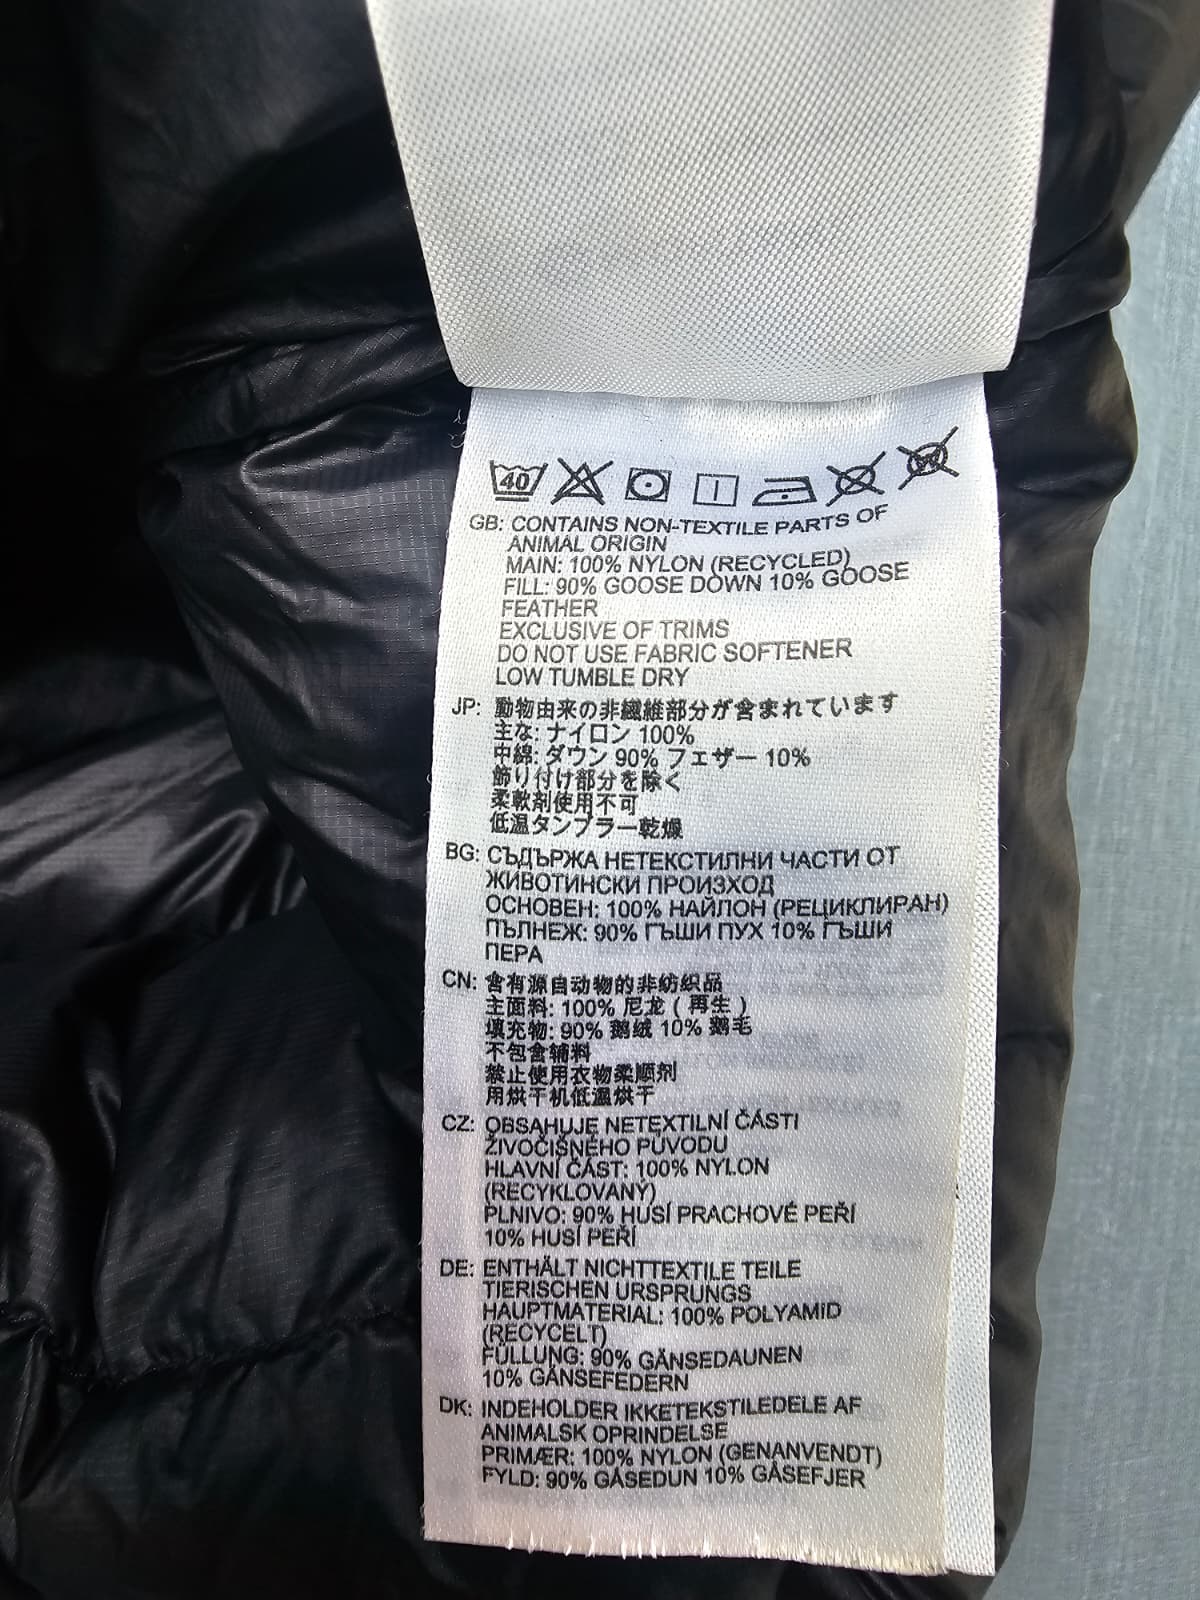 40
W
GB: CONTAINS NON-TEXTILE PARTS OF
ANIMAL ORIGIN
MAIN: 100% NYLON (RECYCLED)
FILL: 90% GOOSE DOWN 10% GOOSE
FEATHER
EXCLUSIVE OF TRIMS
DO NOT USE FABRIC SOFTENER
LOW TUMBLE DRY
JP: 動物由来の非繊維部分が含まれています
主な: ナイロン 100%
中綿: ダウン 90% フェザー 10%
飾り付け部分を除く
柔軟剤使用不可
低温タンブラー乾燥
BG: СЪДЪРЖА НЕТЕКСТИЛНИ ЧАСТИ ОТ
ЖИВОТИНСКИ ПРОИЗХОД
ОСНОВЕН: 100% НАЙЛОН (РЕЦИКЛИРАН)
ПЪЛНЕЖ: 90% ГЪШИ ПУХ 10% ГЪШИ
ПЕРА
CN: 含有源自动物的非纺织品
主面料: 100% 尼龙 ( 再生 )
填充物: 90% 鹅绒 10% 鹅毛
不包含辅料
禁止使用衣物柔顺剂
用烘干机低温烘干
CZ: OBSAHUJE NETEXTILNÍ ČÁSTI
ŽIVOČIŠNÉHO PŮVODU
HLAVNÍ ČÁST: 100% NYLON
(RECYKLOVANÝ)
PLNIVO: 90% HUSÍ PRACHOVÉ PEŘÍ
10% HUSÍ PEŘÍ
DE: ENTHÄLT NICHTTEXTILE TEILE
TIERISCHEN URSPRUNGS
HAUPTMATERIAL: 100% POLYAMID
(RECYCELT)
FÜLLUNG: 90% GÄNSEDAUNEN
10% GÄNSEFEDERN
DK: INDEHOLDER IKKETEKSTILEDELE AF
ANIMALSK OPRINDELSE
PRIMÆR: 100% NYLON (GENANVENDT)
FYLD: 90% GÅSEDUN 10% GÅSEFJER